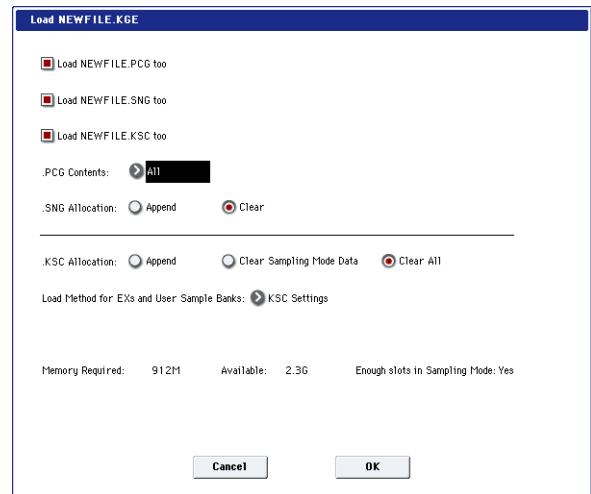 Load NEWFILE.KGE
Load NEWFILE.PCG too
Load NEWFILE.SNG too
Load NEWFILE.KSC too
.PCG Contents: All
.SNG Allocation: Append Clear
.KSC Allocation: Append Clear Sampling Mode Data Clear All
Load Method for EXs and User Sample Banks: KSC Settings
Memory Required: 912M Available: 2.3G Enough slots in Sampling Mode: Yes
Cancel OK